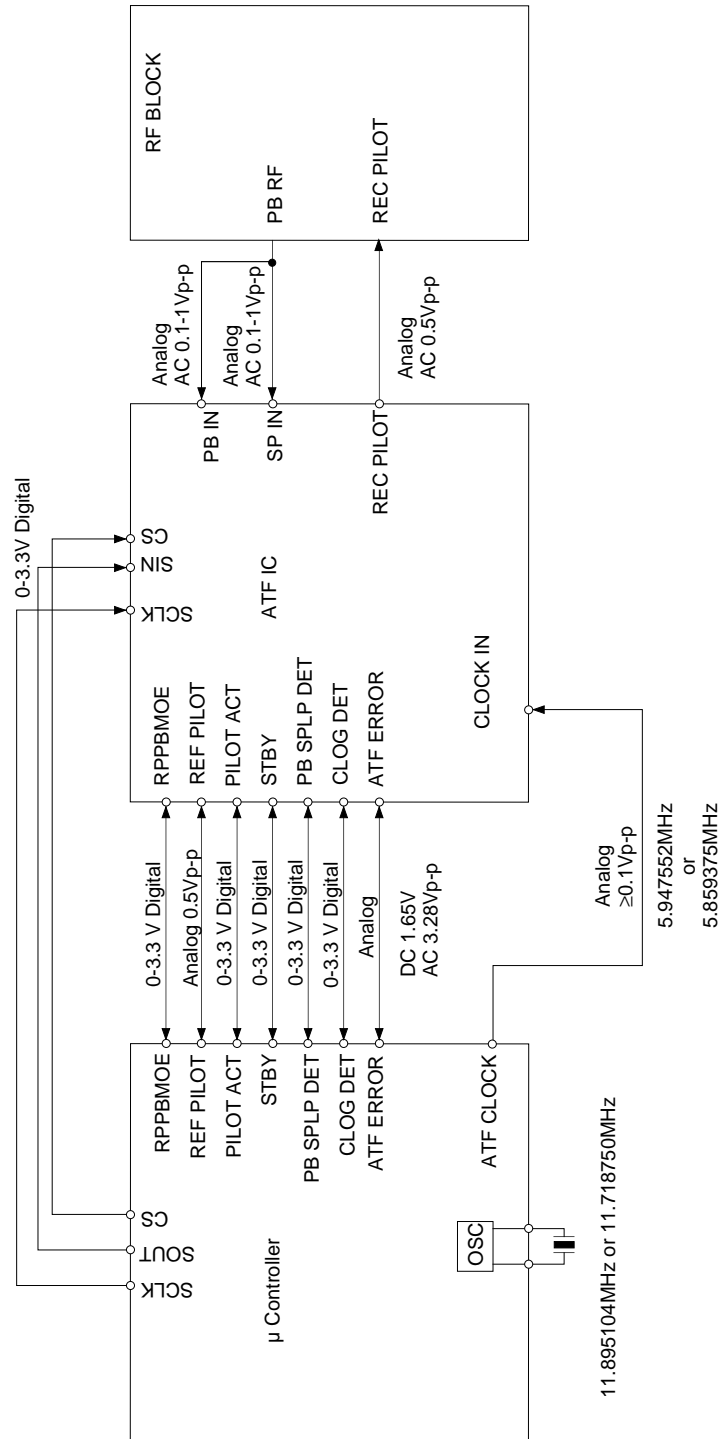 μ Controller
SCLK
SOUT
CS
RPPBMOE
REF PILOT
PILOT ACT
STBY
PB SPLP DET
CLOG DET
ATF ERROR
ATF CLOCK
OSC
11.895104MHz or 11.718750MHz
0-3.3 V Digital
Analog 0.5Vp-p
0-3.3 V Digital
0-3.3 V Digital
0-3.3 V Digital
0-3.3 V Digital
Analog
DC 1.65V
AC 3.28Vp-p
Analog
≥0.1Vp-p
5.947552MHz
or
5.859375MHz
0-3.3V Digital
ATF IC
SCLK
SIN
CS
RPPBMOE
REF PILOT
PILOT ACT
STBY
PB SPLP DET
CLOG DET
ATF ERROR
CLOCK IN
PB IN
SP IN
REC PILOT
Analog
AC 0.1-1Vp-p
Analog
AC 0.1-1Vp-p
Analog
AC 0.5Vp-p
RF BLOCK
PB RF
REC PILOT